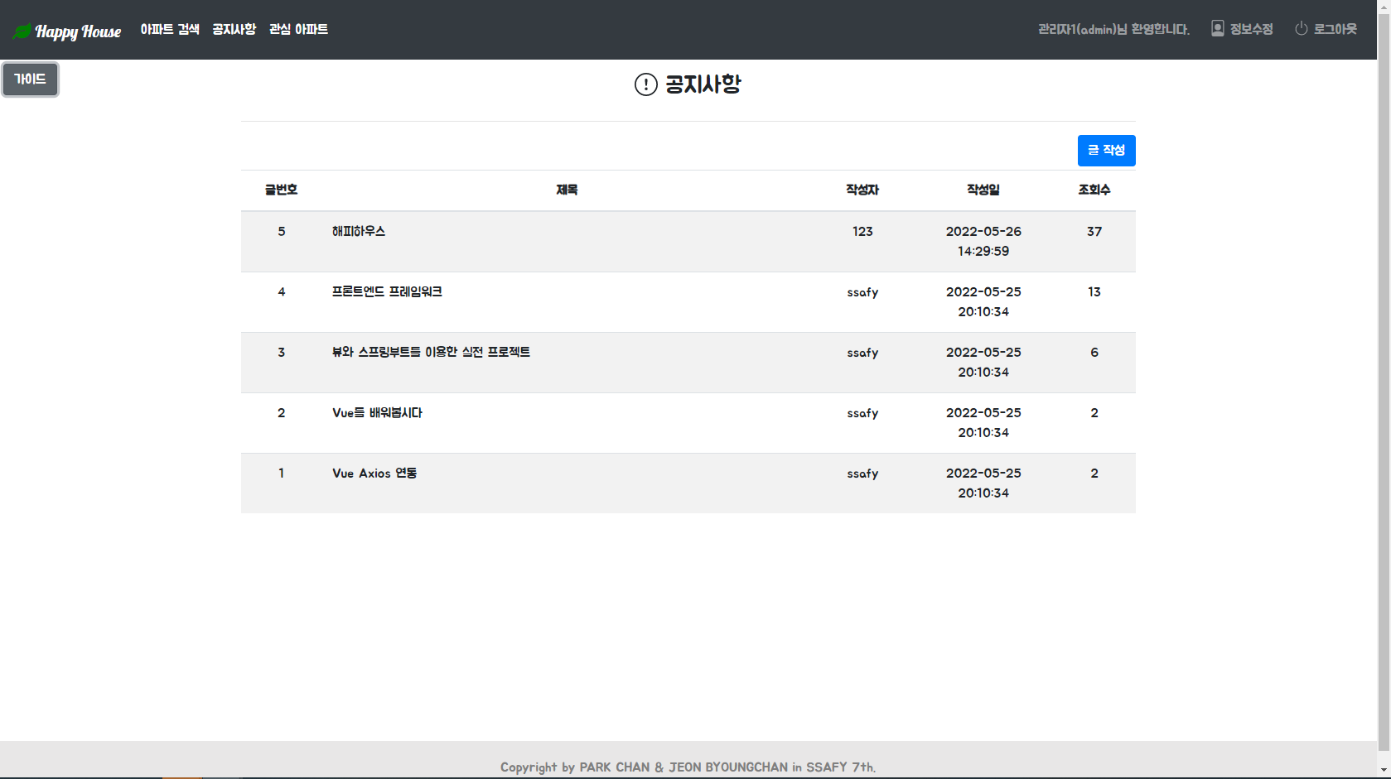 Happy House 아파트 검색 공지사항 관심 아파트 관리자1(admin)님 환영합니다. 정보수정 로그아웃
가이드
공지사항
글 작성
글번호 제목 작성자 작성일 조회수
5 해피하우스 123 2022-05-26 37
14:29:59
4 프론트엔드 프레임워크 ssafy 2022-05-25 13
20:10:34
3 뷰와 스프링부트를 이용한 실전 프로젝트 ssafy 2022-05-25 6
20:10:34
2 Vue를 배워봅시다 ssafy 2022-05-25 2
20:10:34
1 Vue Axios 연동 ssafy 2022-05-25 2
20:10:34
Copyright by PARK CHAN & JEON BYOUNGCHAN in SSAFY 7th.